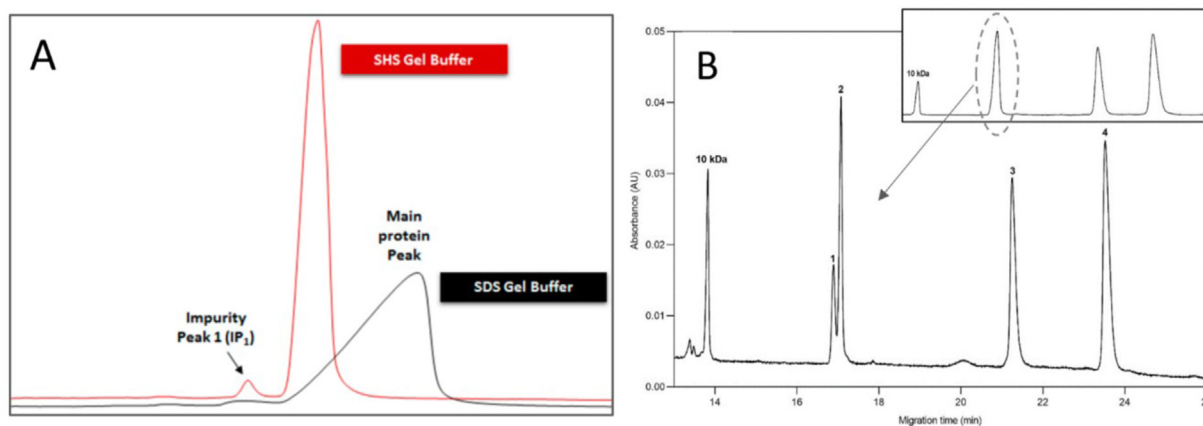 A
SHS Gel Buffer
Main
protein
Peak
SDS Gel Buffer
Impurity
Peak 1 (IP₁)
B
10 kDa
0.05
0.04
0.03
0.02
0.01
0.00
Absorbance (AU)
10 kDa
1
2
3
4
14
16
18
20
22
24
Migration time (min)